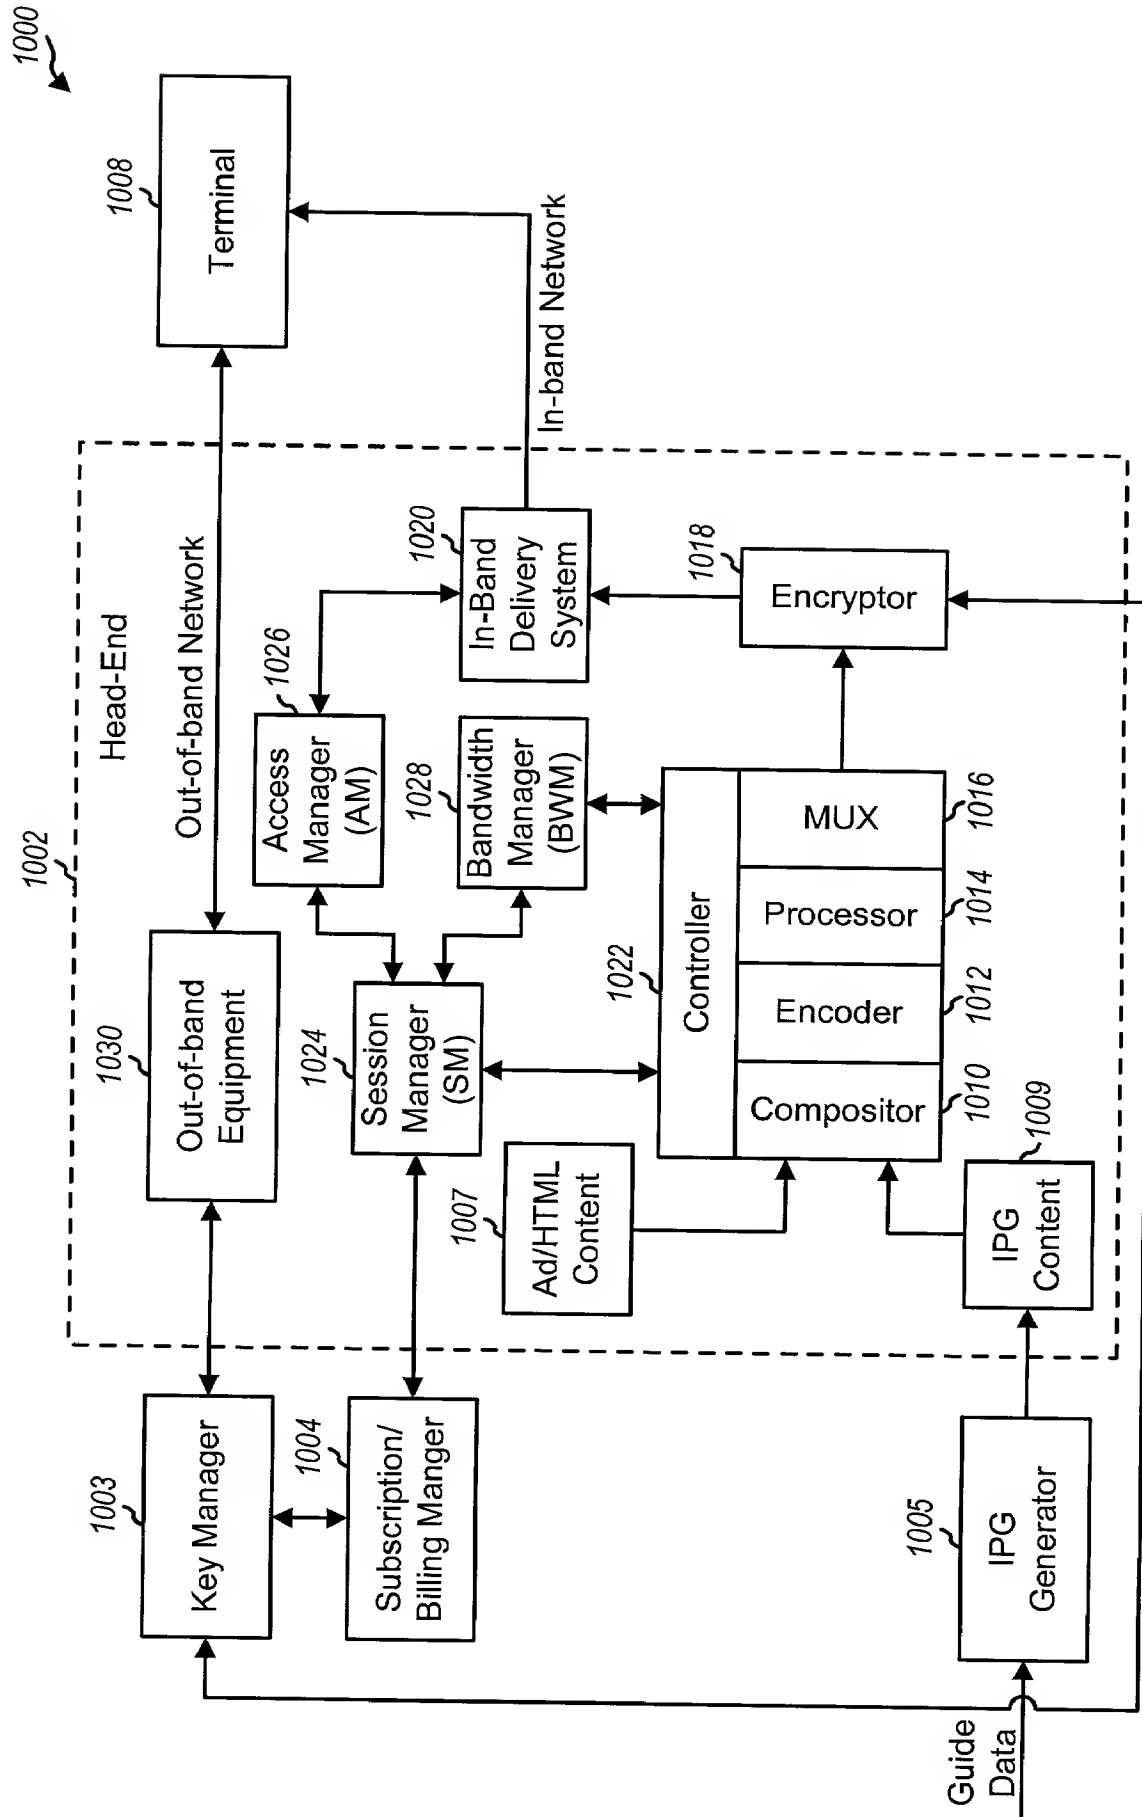 1000
1002
Head-End
1003
Key Manager
1030
Out-of-band
Equipment
Out-of-band Network
1008
Terminal
1004
Subscription/
Billing Manger
1024
Session
Manager
(SM)
1026
Access
Manager
(AM)
1028
Bandwidth
Manager
(BWM)
1020
In-Band
Delivery
System
In-band Network
1007
Ad/HTML
Content
1022
Controller
Compositor
Encoder
Processor
MUX
1010
1012
1014
1016
1018
Encryptor
1009
IPG
Content
1005
IPG
Generator
Guide
Data